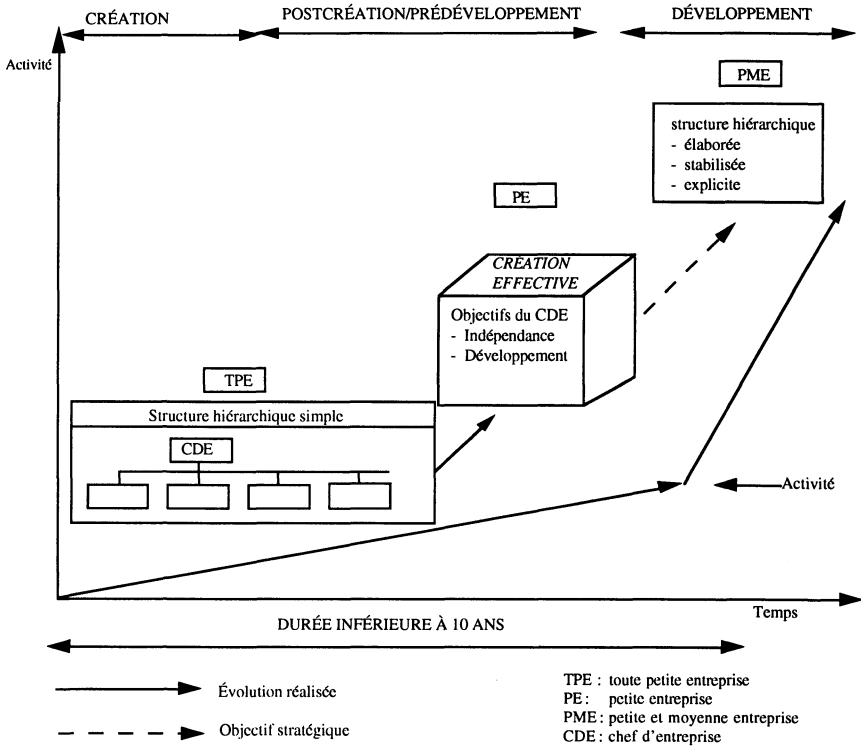 CRÉATION
POSTCRÉATION/PRÉDÉVELOPPEMENT
DÉVELOPPEMENT
Activité
PME
structure hiérarchique
- élaborée
- stabilisée
- explicite
PE
CRÉATION
EFFECTIVE
Objectifs du CDE
- Indépendance
- Développement
TPE
Structure hiérarchique simple
CDE
Activité
Temps
DURÉE INFÉRIEURE À 10 ANS
Évolution réalisée
Objectif stratégique
TPE : toute petite entreprise
PE : petite entreprise
PME : petite et moyenne entreprise
CDE : chef d'entreprise